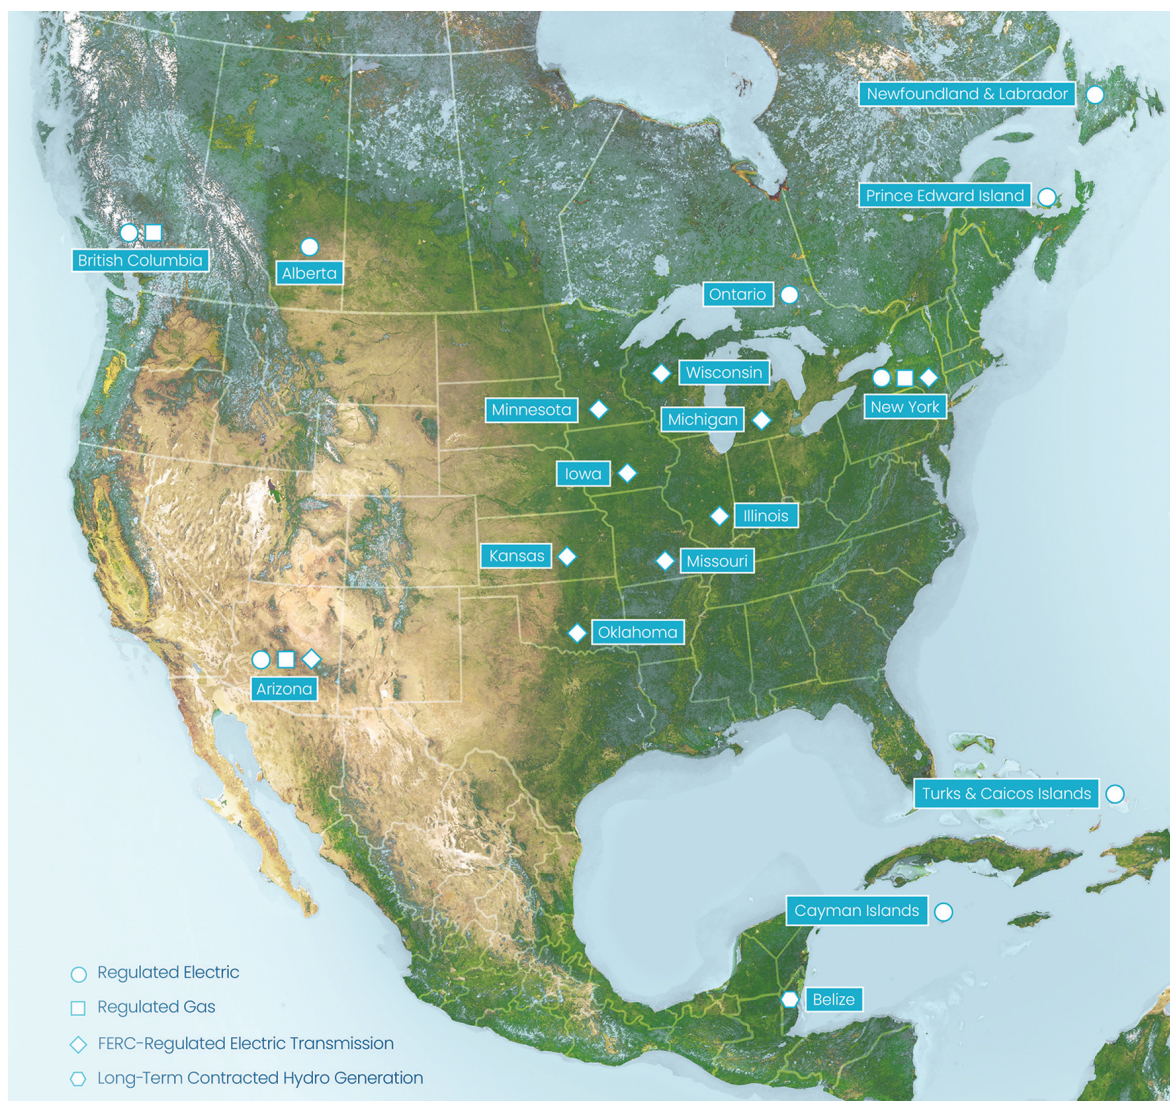 Newfoundland & Labrador
Prince Edward Island
British Columbia
Alberta
Ontario
Wisconsin
Minnesota
Michigan
New York
Iowa
Illinois
Kansas
Missouri
Oklahoma
Arizona
Turks & Caicos Islands
Cayman Islands
Belize
Regulated Electric
Regulated Gas
FERC-Regulated Electric Transmission
Long-Term Contracted Hydro Generation